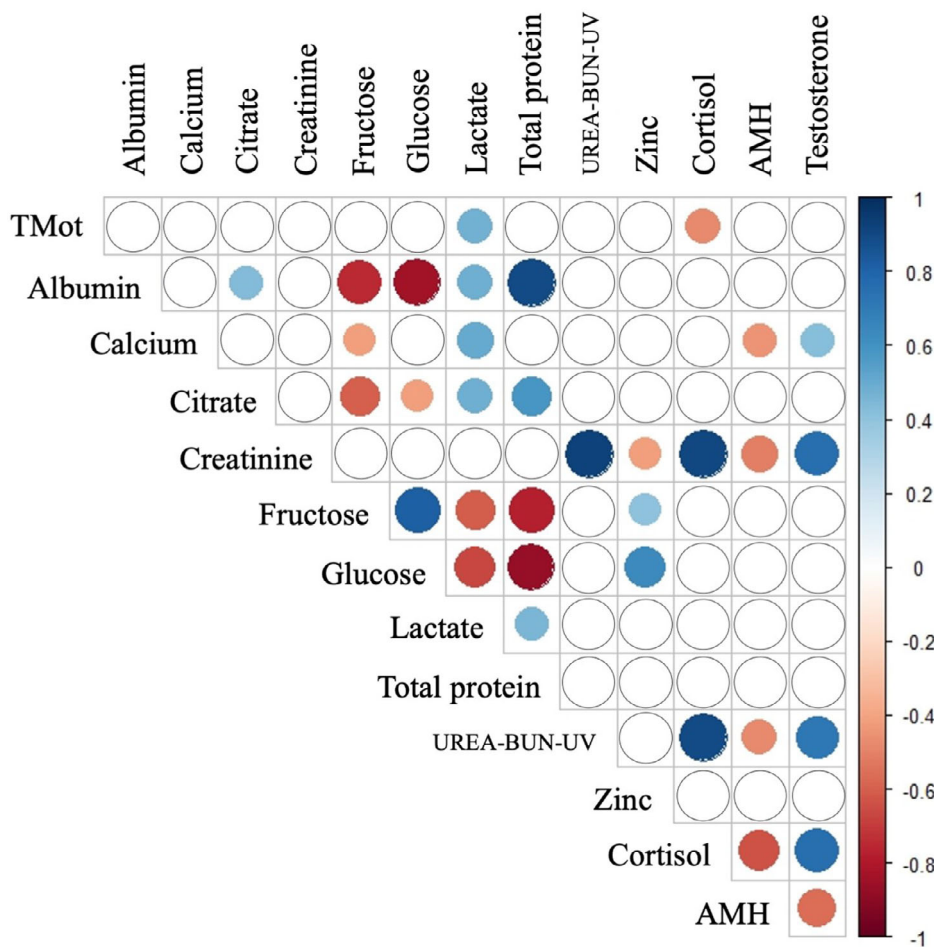 Albumin
Calcium
Citrate
Creatinine
Fructose
Glucose
Lactate
Total protein
UREA-BUN-UV
Zinc
Cortisol
AMH
Testosterone
TMot
Albumin
Calcium
Citrate
Creatinine
Fructose
Glucose
Lactate
Total protein
UREA-BUN-UV
Zinc
Cortisol
AMH
1
0.8
0.6
0.4
0.2
0
-0.2
-0.4
-0.6
-0.8
-1